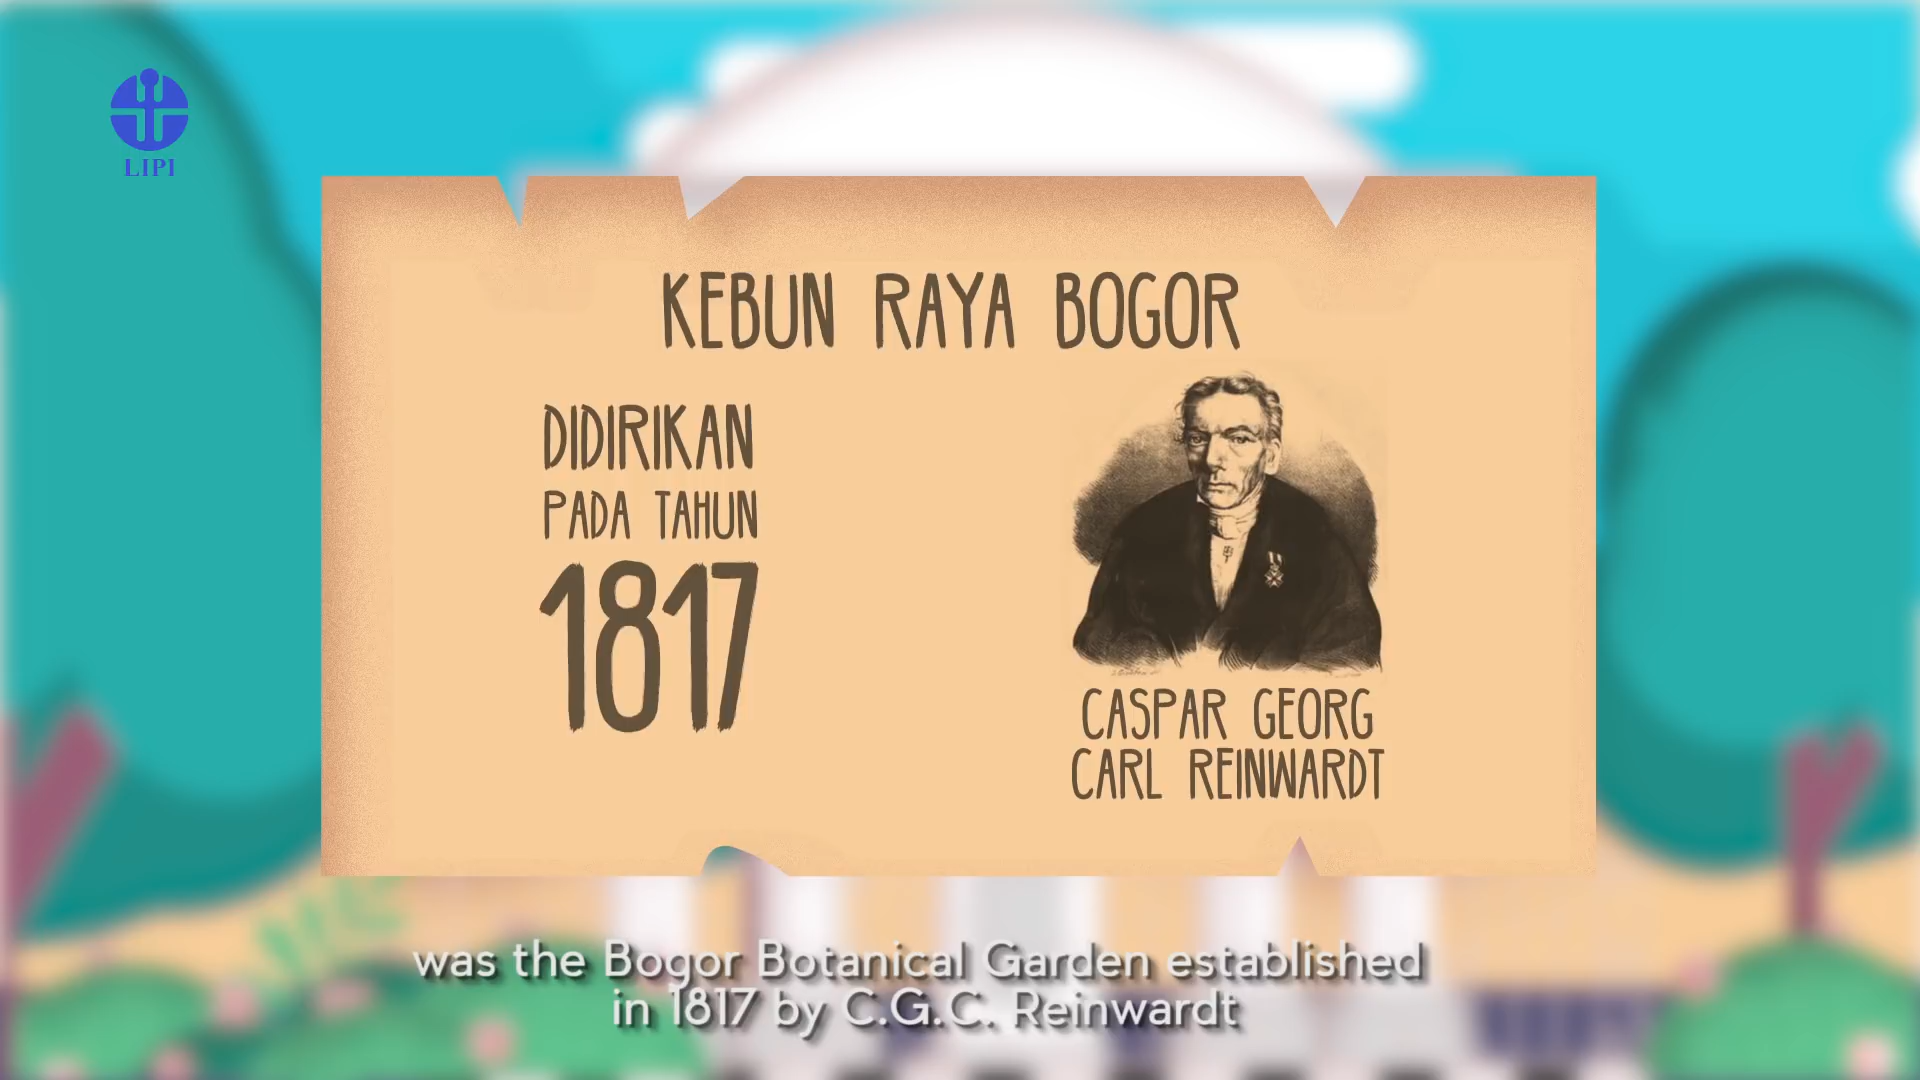 LIPI
KEBUN RAYA BOGOR
DIDIRIKAN
PADA TAHUN
1817
CASPAR GEORG
CARL REINWARDT
was the Bogor Botanical Garden established
in 1817 by C.G.C. Reinwardt